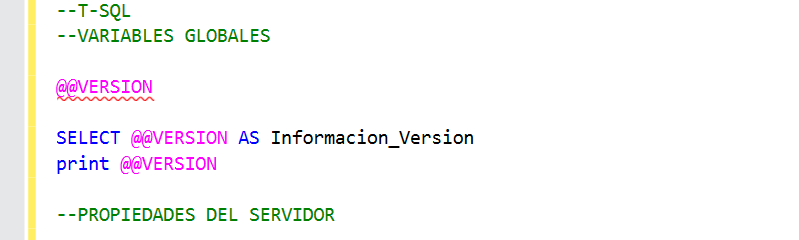 --T-SQL
--VARIABLES GLOBALES
@@VERSION
SELECT @@VERSION AS Informacion_Version
print @@VERSION
--PROPIEDADES DEL SERVIDOR